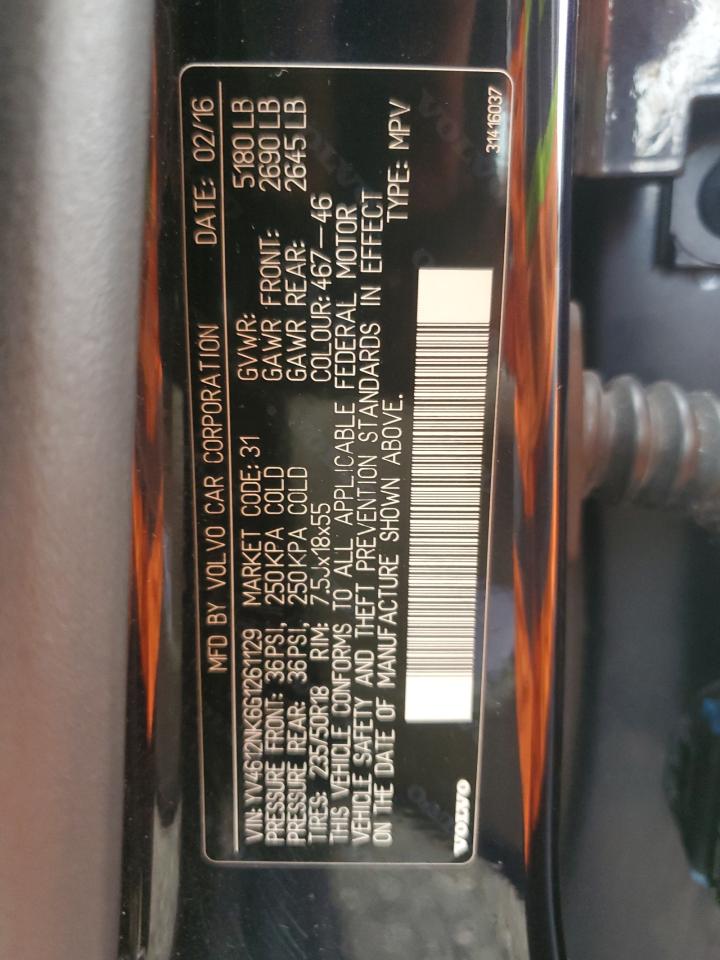 MFD BY VOLVO CAR CORPORATION DATE: 02/16
VIN: YV4612NK6G1261129 MARKET CODE: 31 GVWR: 5180 LB
PRESSURE FRONT: 36PSI, 250KPA COLD GAWR FRONT: 2690 LB
PRESSURE REAR: 36PSI, 250KPA COLD GAWR REAR: 2645 LB
TIRES: 235/50R18 RIM: 7.5Jx18x55 COLOUR: 467-46
THIS VEHICLE CONFORMS TO ALL APPLICABLE FEDERAL MOTOR
VEHICLE SAFETY AND THEFT PREVENTION STANDARDS IN EFFECT
ON THE DATE OF MANUFACTURE SHOWN ABOVE. TYPE: MPV
VOLVO 31416037